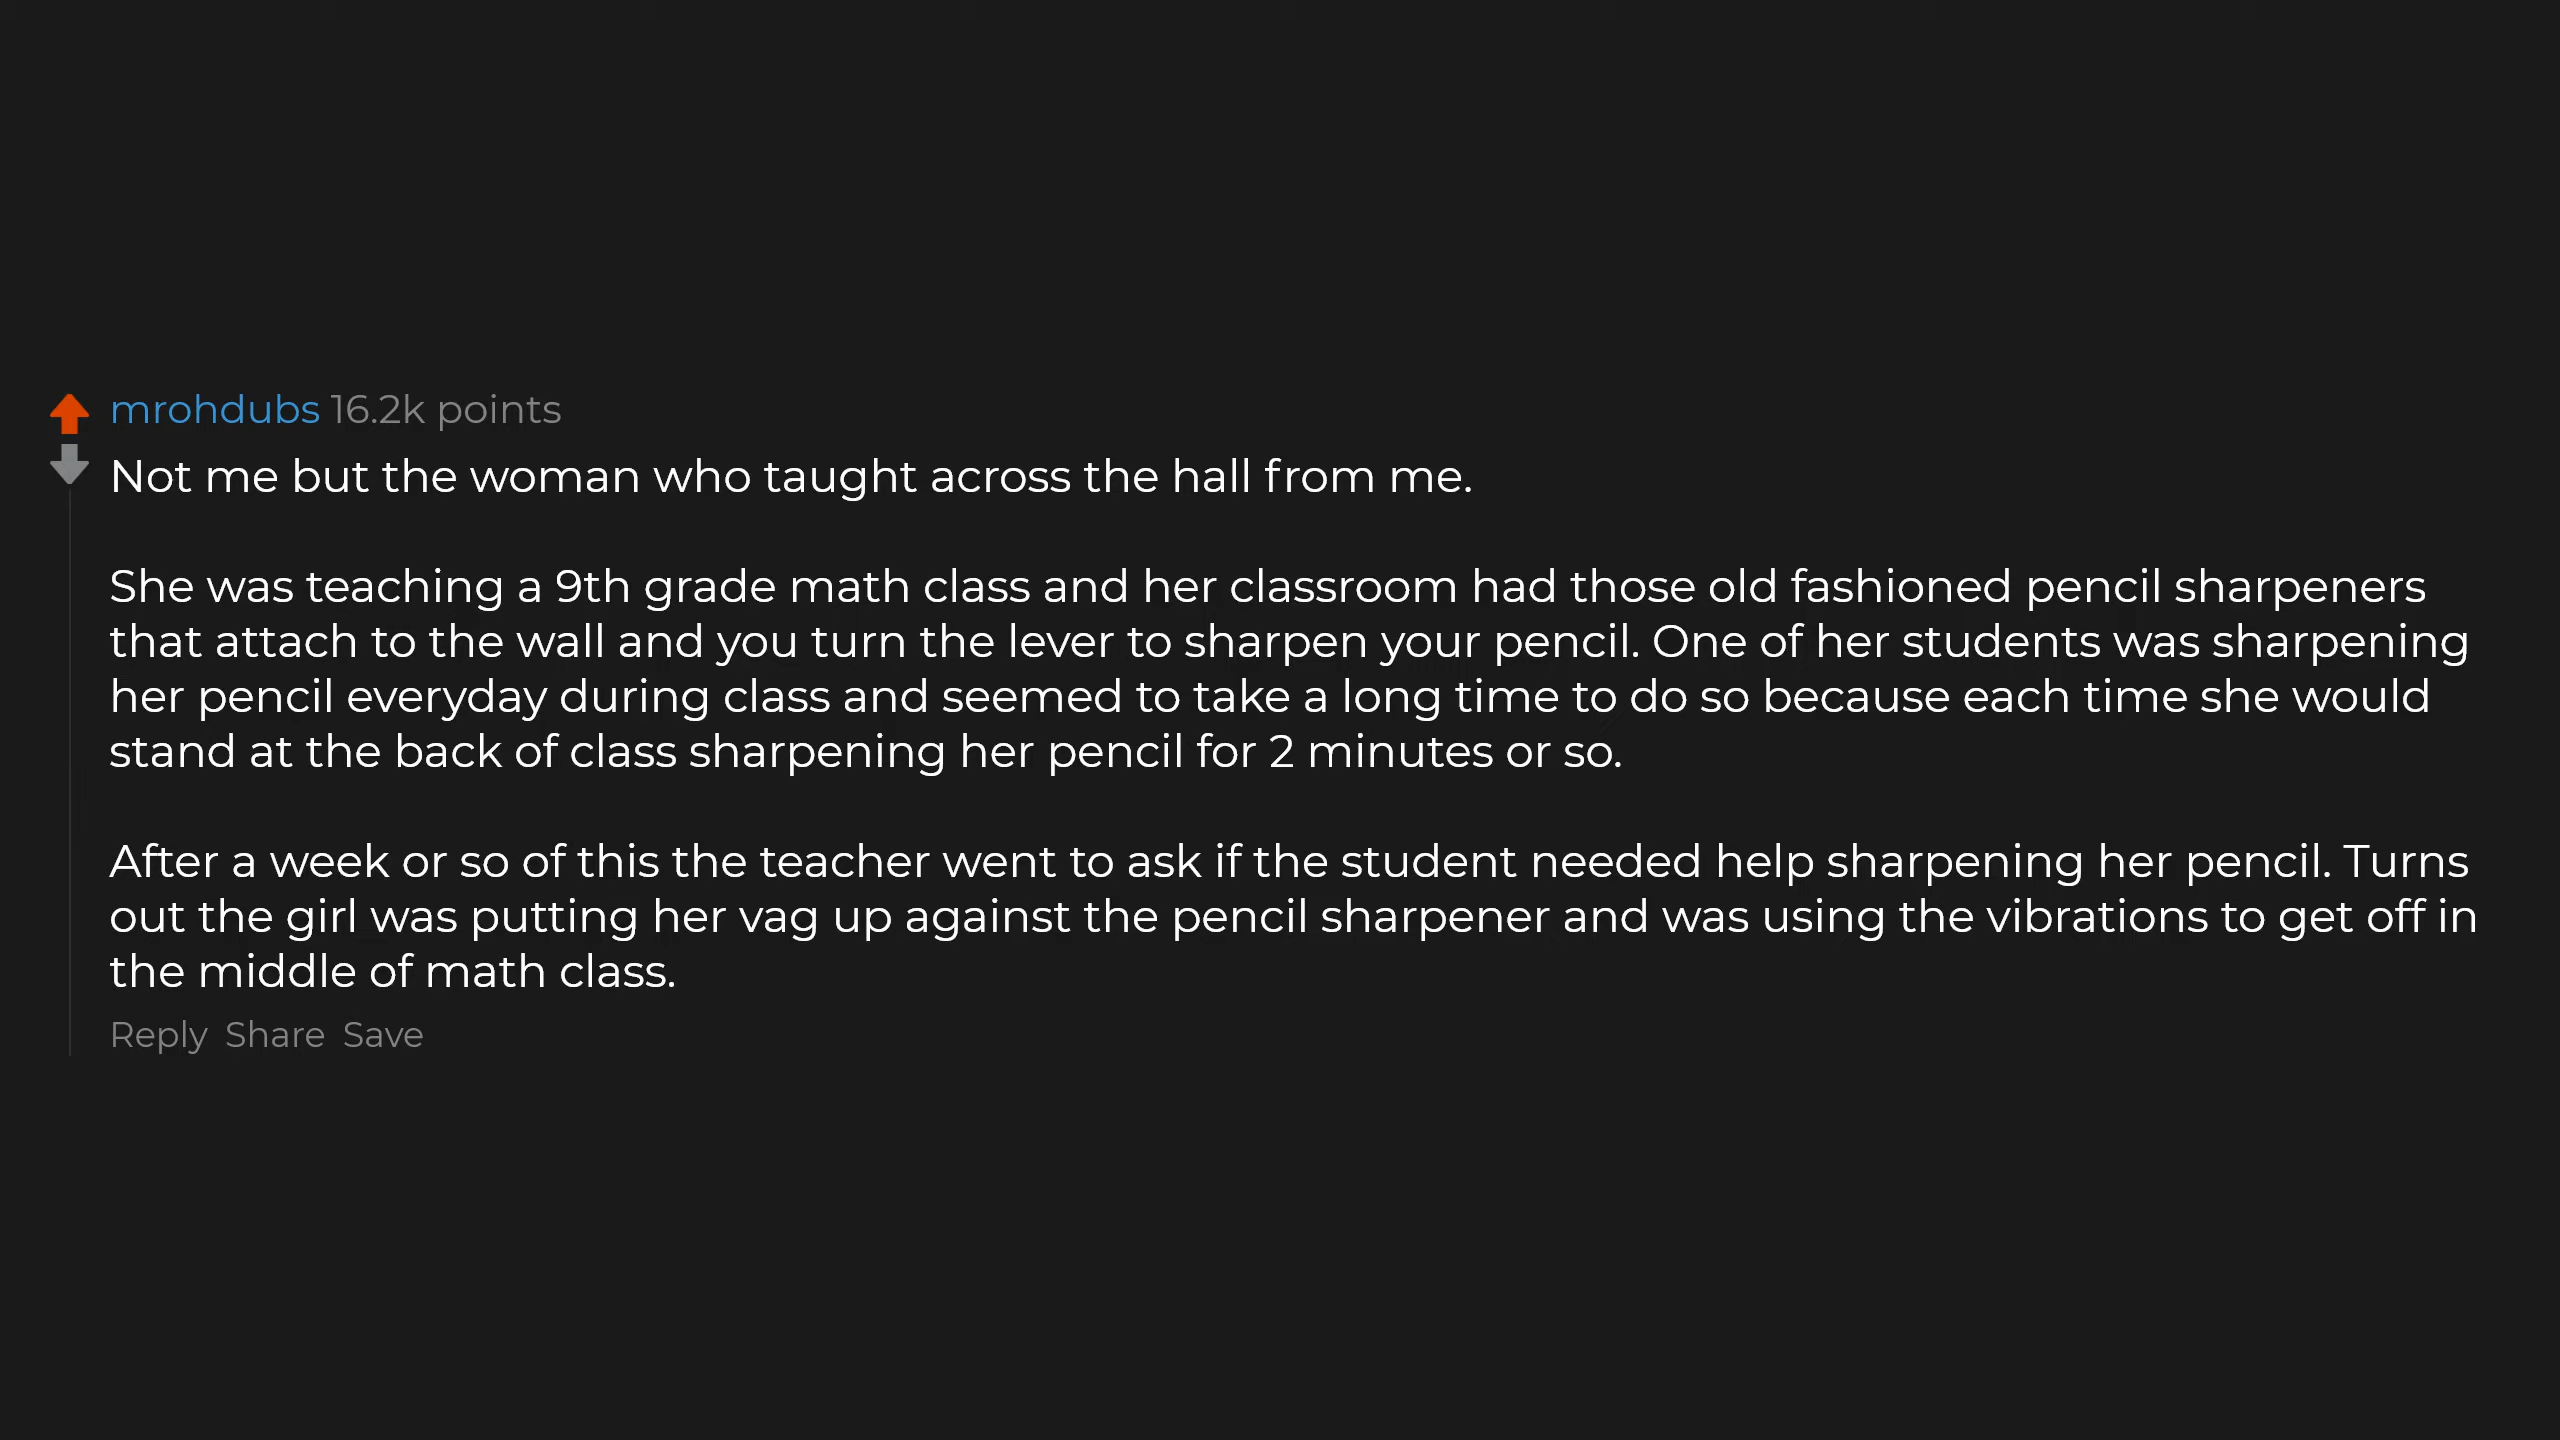 mrohdubs 16.2k points
Not me but the woman who taught across the hall from me.
She was teaching a 9th grade math class and her classroom had those old fashioned pencil sharpeners
that attach to the wall and you turn the lever to sharpen your pencil. One of her students was sharpening
her pencil everyday during class and seemed to take a long time to do so because each time she would
stand at the back of class sharpening her pencil for 2 minutes or so.
After a week or so of this the teacher went to ask if the student needed help sharpening her pencil. Turns
out the girl was putting her vag up against the pencil sharpener and was using the vibrations to get off in
the middle of math class.
Reply Share Save